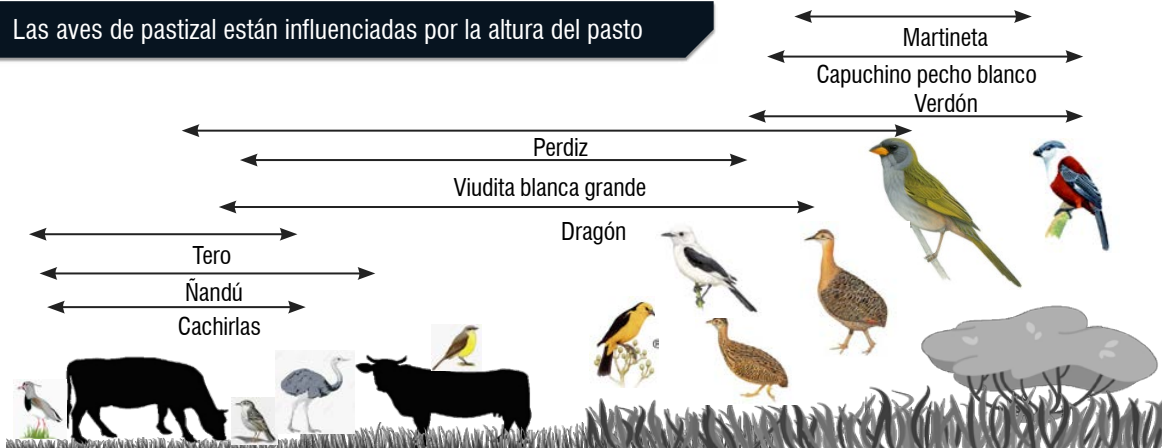 Las aves de pastizal están influenciadas por la altura del pasto
Martineta
Capuchino pecho blanco
Verdón
Perdiz
Viudita blanca grande
Dragón
Tero
Ñandú
Cachirlas